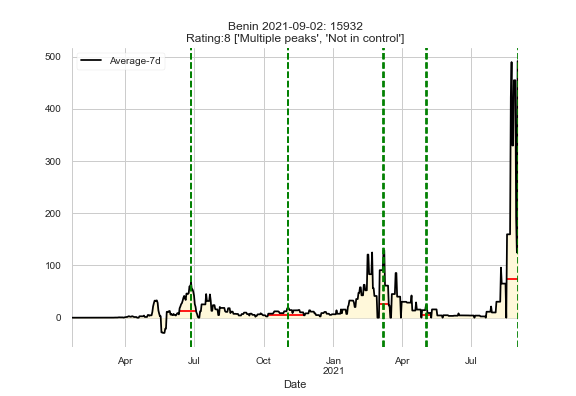 Benin 2021-09-02: 15932
Rating:8 ['Multiple peaks', 'Not in control']
Average-7d
500
400
300
200
100
0
Apr
Jul
Oct
Jan
2021
Apr
Jul
Date